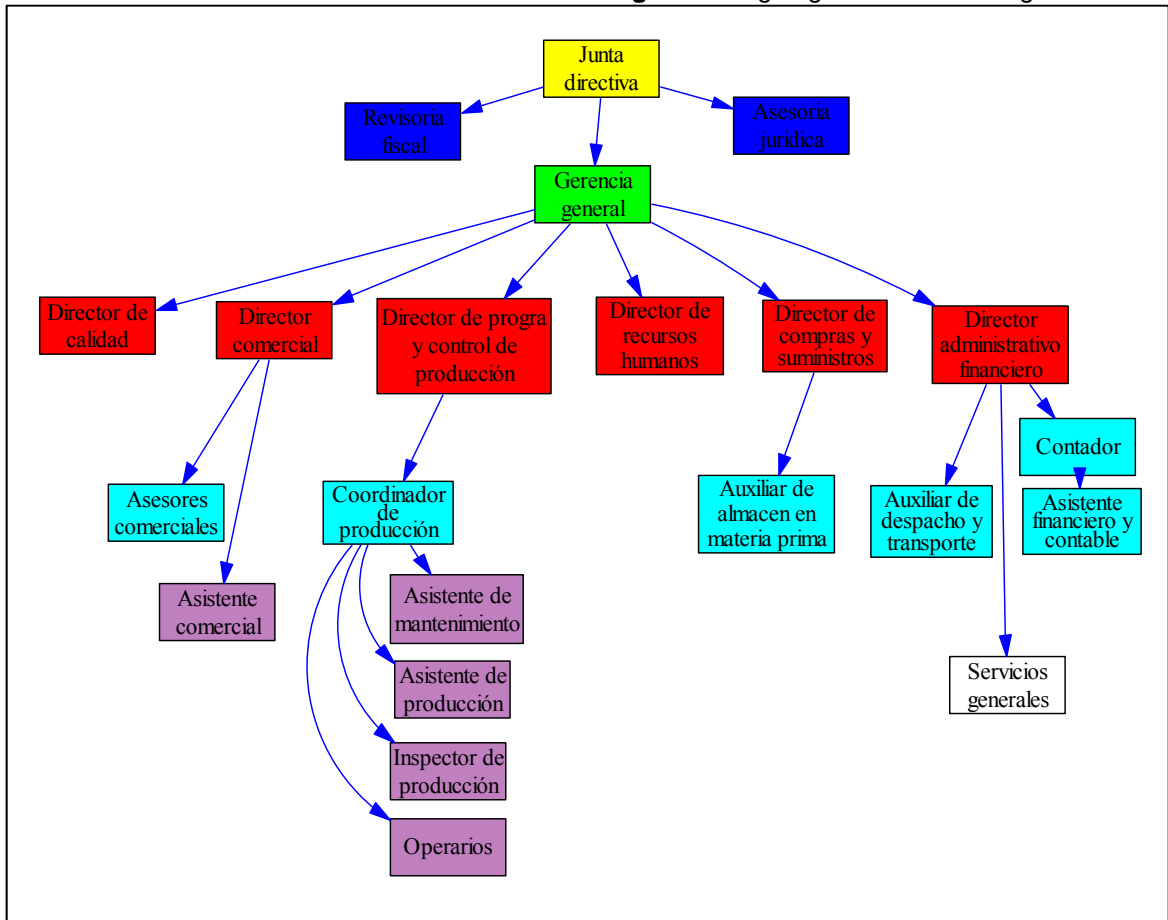 Junta
directiva
Revisoria
fiscal
Asesoria
juridica
Gerencia
general
Director de
calidad
Director
comercial
Director de progra
y control de
producción
Director de
recursos
humanos
Director de
compras y
suministros
Director
administrativo
financiero
Contador
Asesores
comerciales
Coordinador
de
producción
Auxiliar de
almacen en
materia prima
Auxiliar de
despacho y
transporte
Asistente
financiero y
contable
Asistente
comercial
Asistente de
mantenimiento
Asistente de
producción
Servicios
generales
Inspector de
producción
Operarios